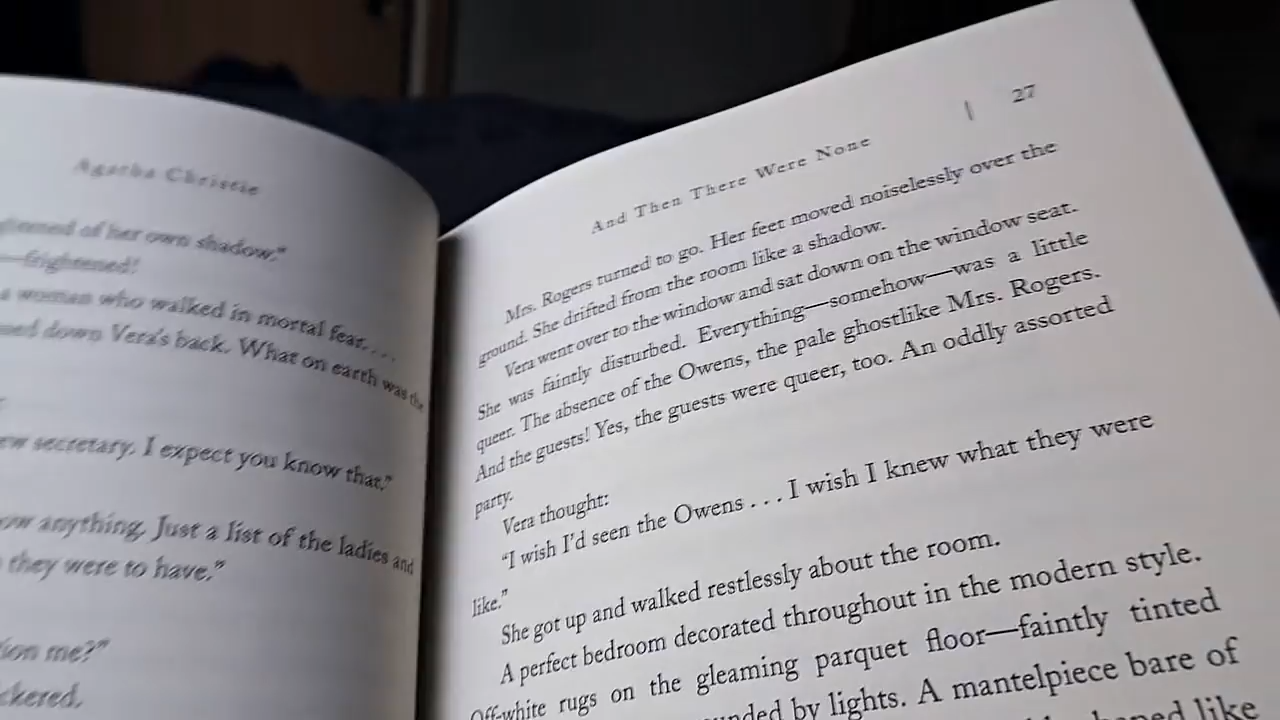 Agatha Christie
of her own shadow."
—frightened!
a woman who walked in mortal fear. . . .
down Vera's back. What on earth was the
secretary. I expect you know that."
anything. Just a list of the ladies and
they were to have."
me?"
And Then There Were None | 27
Mrs. Rogers turned to go. Her feet moved noiselessly over the
ground. She drifted from the room like a shadow.
Vera went over to the window and sat down on the window seat.
She was faintly disturbed. Everything—somehow—was a little
queer. The absence of the Owens, the pale ghostlike Mrs. Rogers.
And the guests! Yes, the guests were queer, too. An oddly assorted
party.
Vera thought:
"I wish I'd seen the Owens . . . I wish I knew what they were
like."
She got up and walked restlessly about the room.
A perfect bedroom decorated throughout in the modern style.
Off-white rugs on the gleaming parquet floor—faintly tinted
by lights. A mantelpiece bare of
like